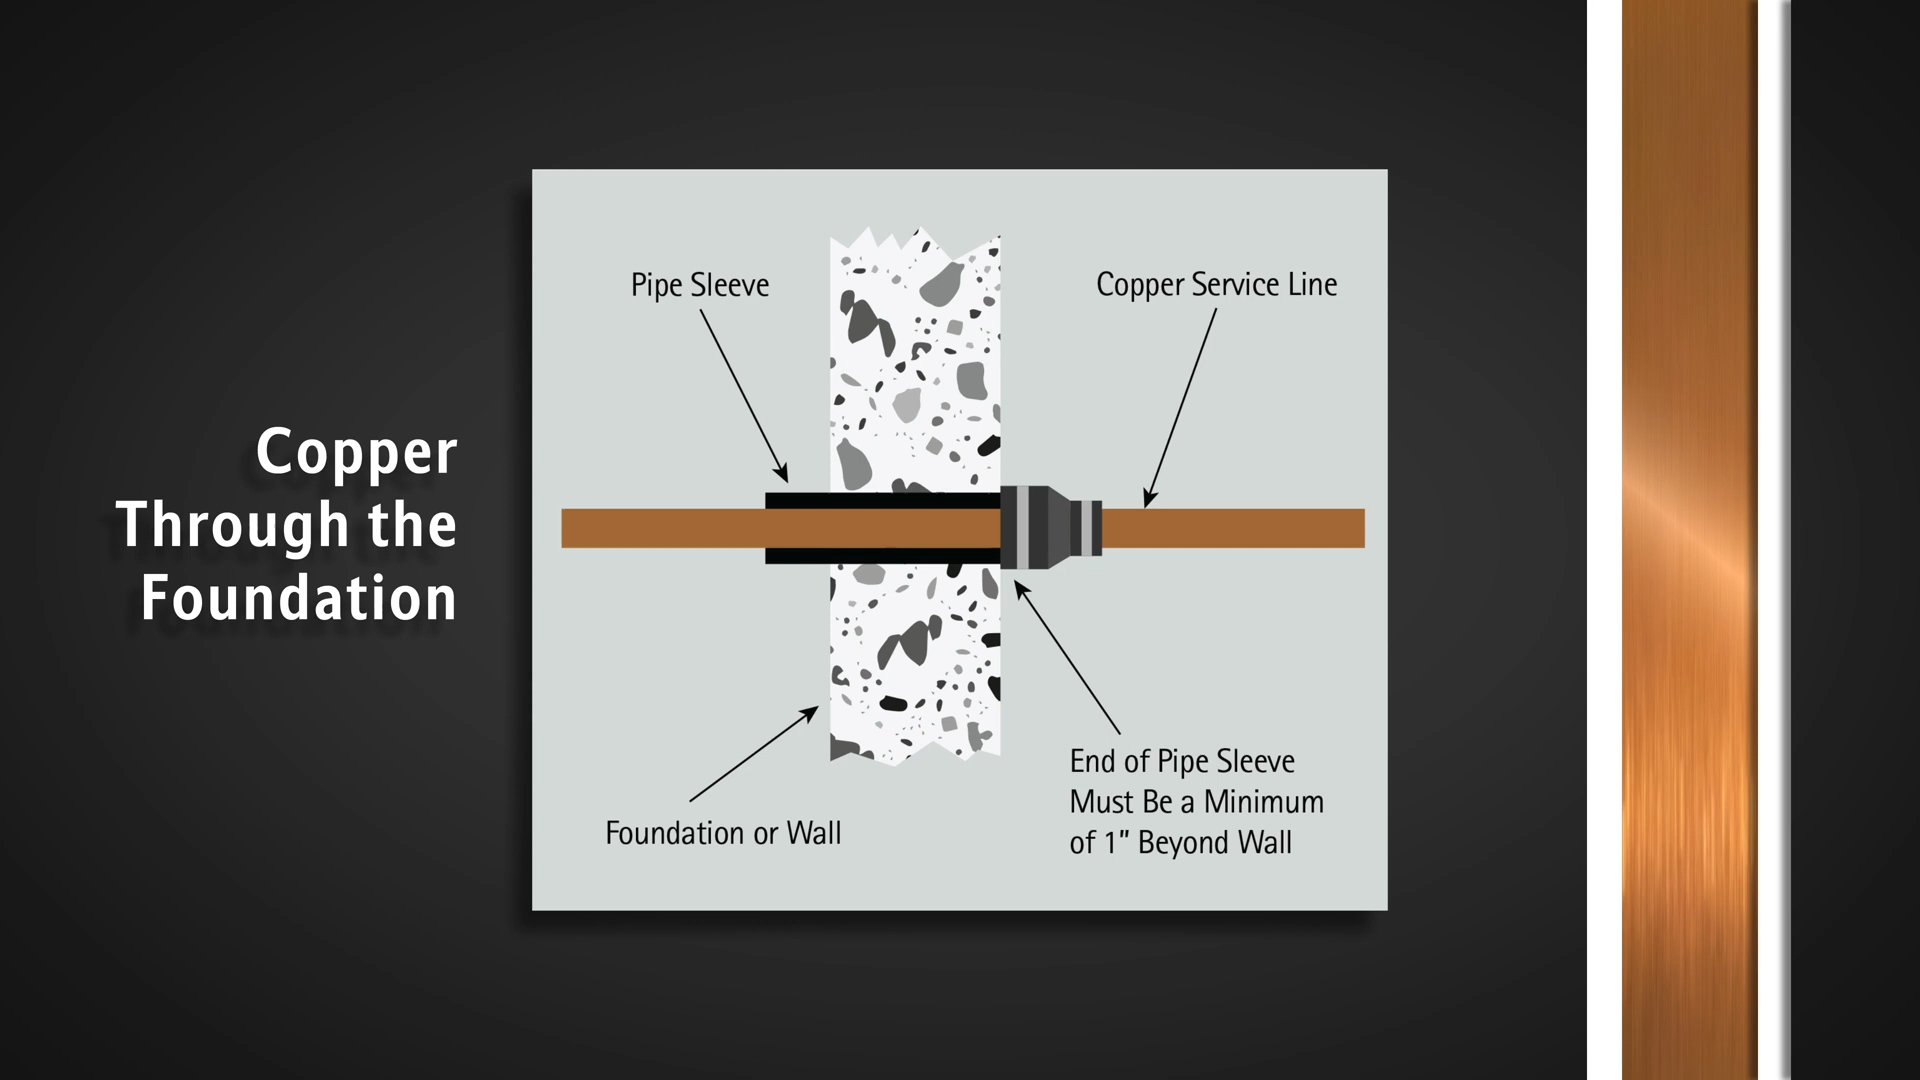 Copper
Through the
Foundation
Pipe Sleeve
Copper Service Line
Foundation or Wall
End of Pipe Sleeve
Must Be a Minimum
of 1" Beyond Wall